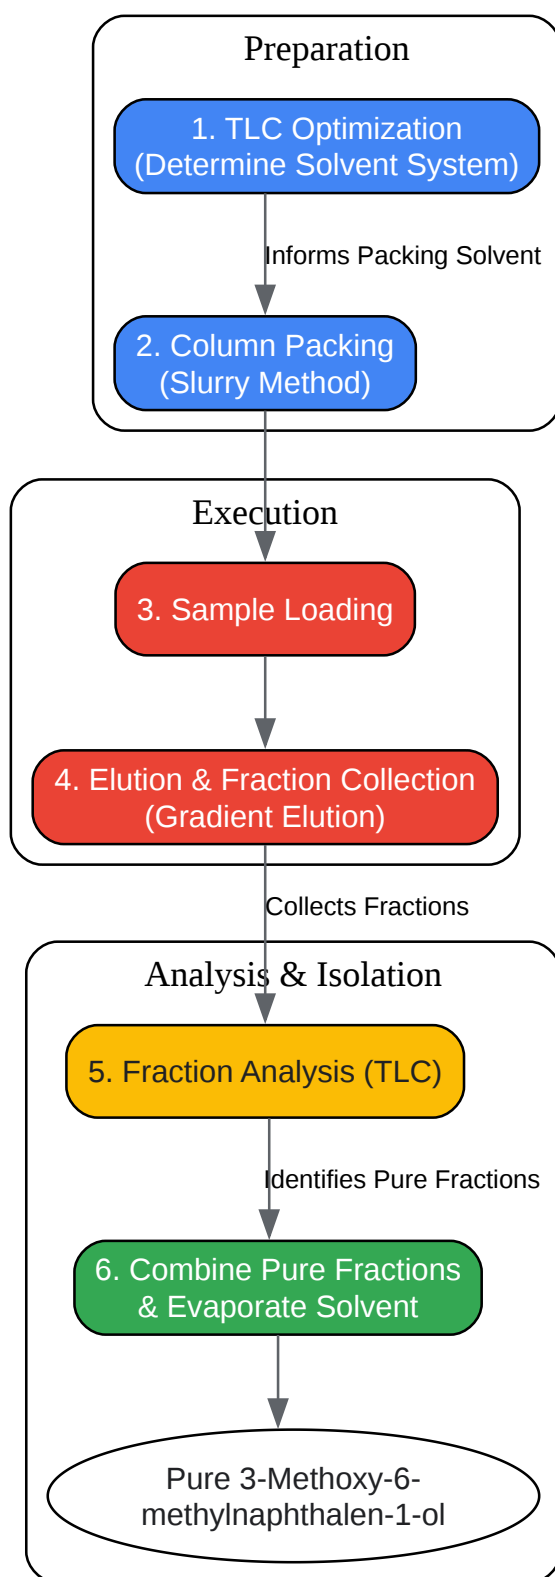 Preparation
1. TLC Optimization
(Determine Solvent System)
Informs Packing Solvent
2. Column Packing
(Slurry Method)
Execution
3. Sample Loading
4. Elution & Fraction Collection
(Gradient Elution)
Collects Fractions
Analysis & Isolation
5. Fraction Analysis (TLC)
Identifies Pure Fractions
6. Combine Pure Fractions
& Evaporate Solvent
Pure 3-Methoxy-6-
methylnaphthalen-1-ol